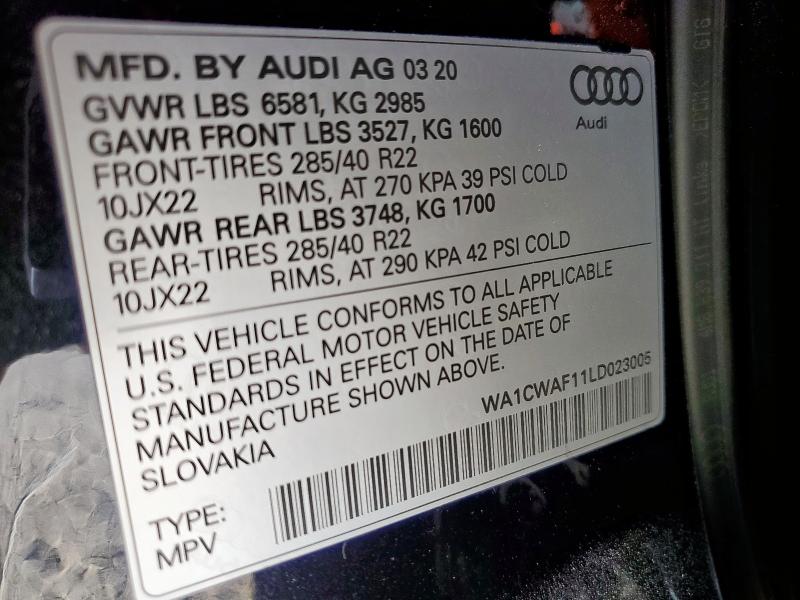 MFD. BY AUDI AG 03 20
Audi
GVWR LBS 6581, KG 2985
GAWR FRONT LBS 3527, KG 1600
FRONT-TIRES 285/40 R22
10JX22 RIMS, AT 270 KPA 39 PSI COLD
GAWR REAR LBS 3748, KG 1700
REAR-TIRES 285/40 R22
10JX22 RIMS, AT 290 KPA 42 PSI COLD
THIS VEHICLE CONFORMS TO ALL APPLICABLE
U.S. FEDERAL MOTOR VEHICLE SAFETY
STANDARDS IN EFFECT ON THE DATE OF
MANUFACTURE SHOWN ABOVE.
SLOVAKIA
WA1CWAF11LD023005
TYPE:
MPV